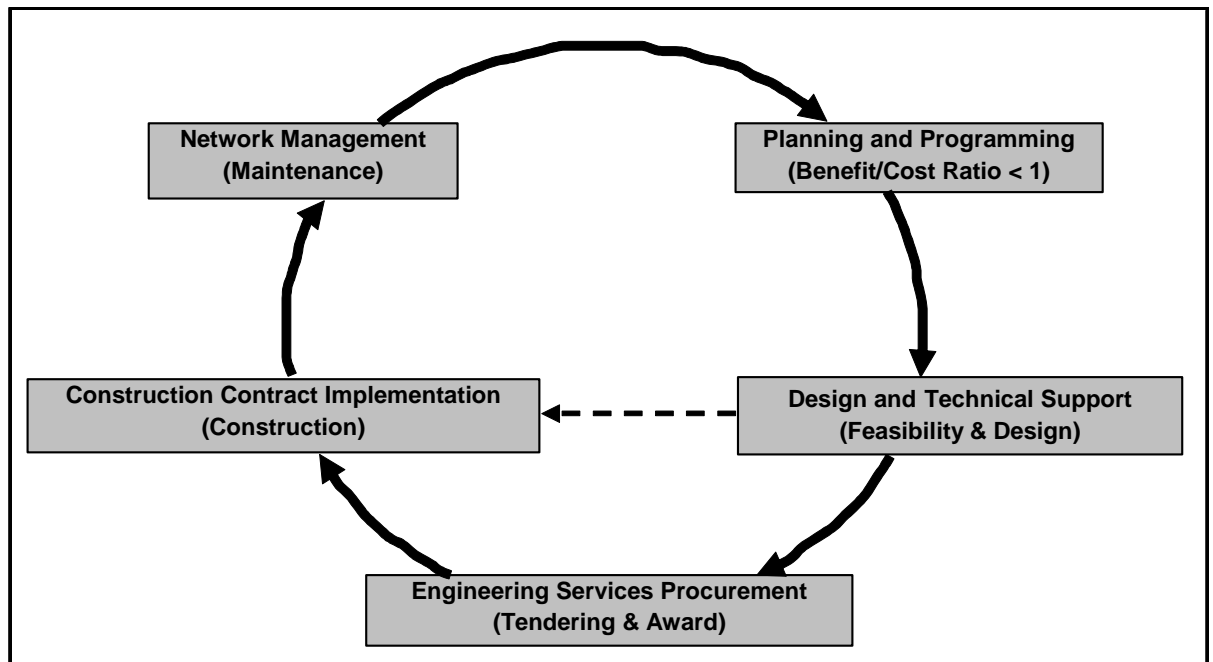 Network Management
(Maintenance)
Planning and Programming
(Benefit/Cost Ratio < 1)
Construction Contract Implementation
(Construction)
Design and Technical Support
(Feasibility & Design)
Engineering Services Procurement
(Tendering & Award)